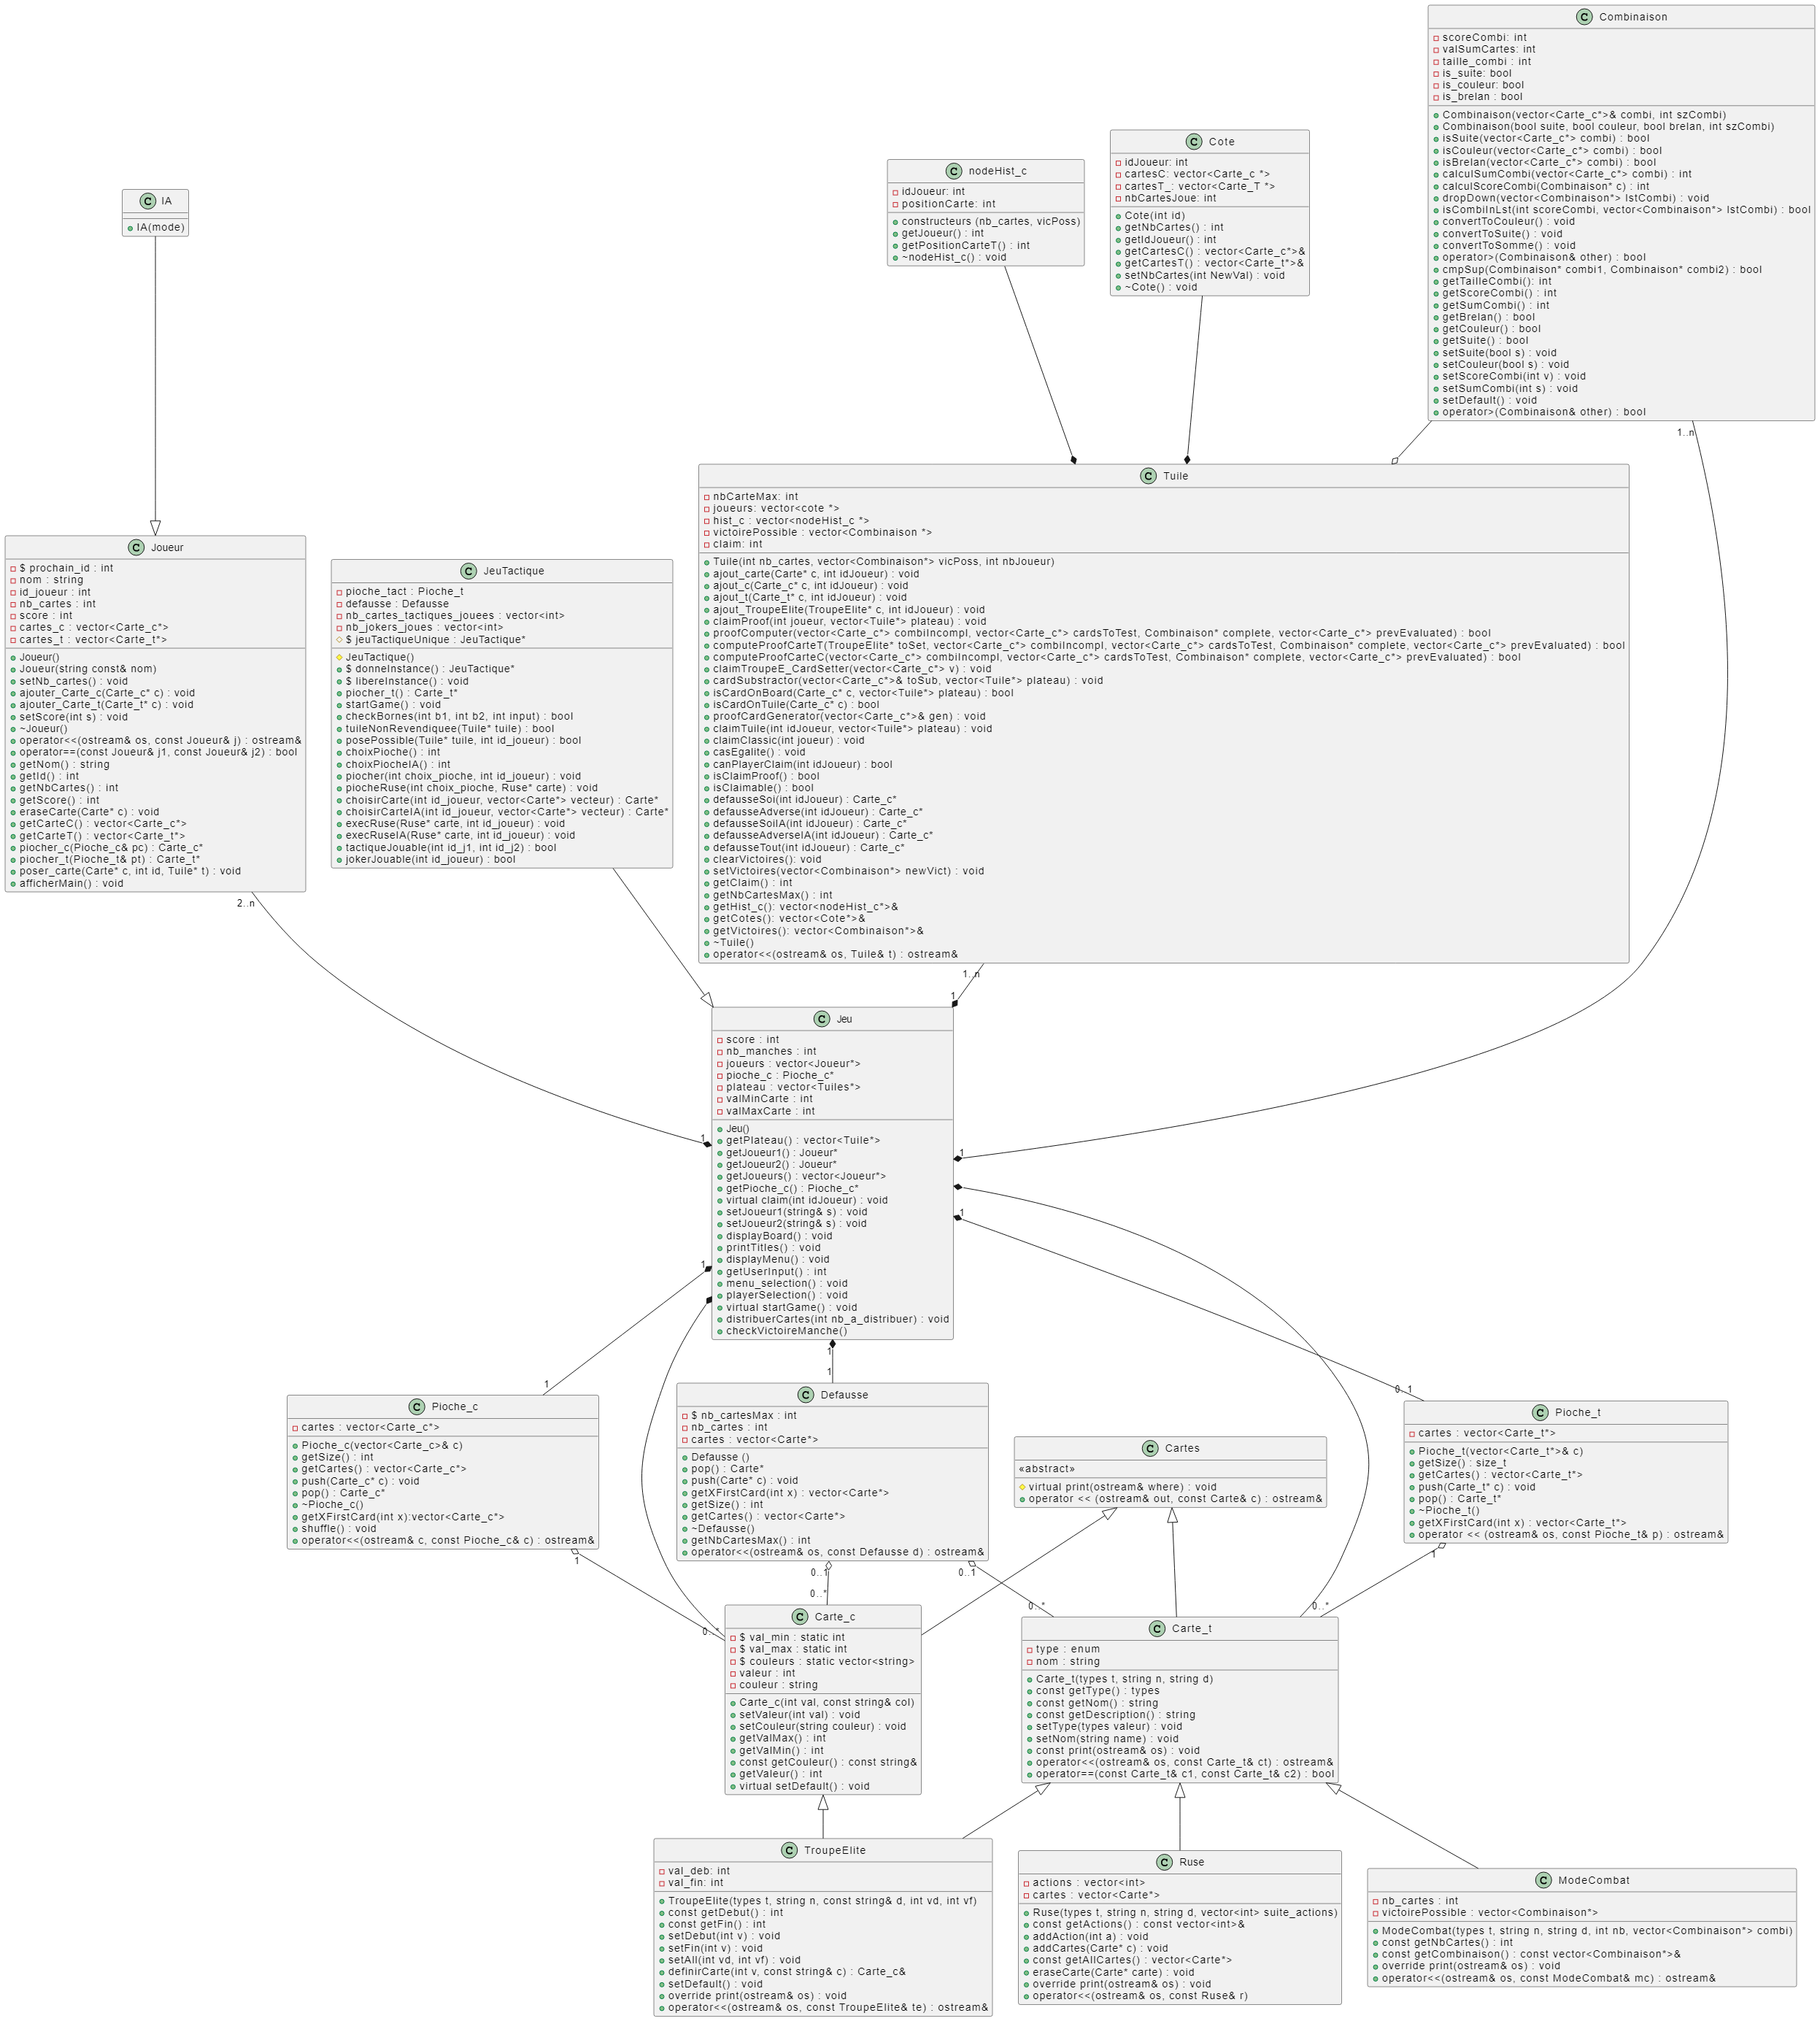 Combinaison
scoreCombi: int
valSumCartes: int
taille_combi : int
is_suite: bool
is_couleur: bool
is_brelan : bool
Combinaison(vector<Carte_c*>& combi, int szCombi)
Combinaison(bool suite, bool couleur, bool brelan, int szCombi)
isSuite(vector<Carte_c*> combi) : bool
isCouleur(vector<Carte_c*> combi) : bool
isBrelan(vector<Carte_c*> combi) : bool
calculSumCombi(vector<Carte_c*> combi) : int
calculScoreCombi(Combinaison* c) : int
dropDown(vector<Combinaison*> lstCombi) : void
isCombiInLst(int scoreCombi, vector<Combinaison*> lstCombi) : bool
convertToCouleur() : void
convertToSuite() : void
convertToSomme() : void
operator>(Combinaison& other) : bool
cmpSup(Combinaison* combi1, Combinaison* combi2) : bool
getTailleCombi(): int
getScoreCombi() : int
getSumCombi() : int
getBrelan() : bool
getCouleur() : bool
getSuite() : bool
setSuite(bool s) : void
setCouleur(bool s) : void
setScoreCombi(int v) : void
setSumCombi(int s) : void
setDefault() : void
operator>(Combinaison& other) : bool
1..n
Cote
idJoueur: int
cartesC: vector<Carte_c *>
cartesT_: vector<Carte_T *>
nbCartesJoue: int
Cote(int id)
getNbCartes() : int
getIdJoueur() : int
getCartesC() : vector<Carte_c*>&
getCartesT() : vector<Carte_t*>&
setNbCartes(int NewVal) : void
~Cote() : void
nodeHist_c
idJoueur: int
positionCarte: int
constructeurs (nb_cartes, vicPoss)
getJoueur() : int
getPositionCarteT() : int
~nodeHist_c() : void
IA
IA(mode)
Joueur
$ prochain_id : int
nom : string
id_joueur : int
nb_cartes : int
score : int
cartes_c : vector<Carte_c*>
cartes_t : vector<Carte_t*>
Joueur()
Joueur(string const& nom)
setNb_cartes() : void
ajouter_Carte_c(Carte_c* c) : void
ajouter_Carte_t(Carte_t* c) : void
setScore(int s) : void
~Joueur()
operator<<(ostream& os, const Joueur& j) : ostream&
operator==(const Joueur& j1, const Joueur& j2) : bool
getNom() : string
getId() : int
getNbCartes() : int
getScore() : int
eraseCarte(Carte* c) : void
getCarteC() : vector<Carte_c*>
getCarteT() : vector<Carte_t*>
piocher_c(Pioche_c& pc) : Carte_c*
piocher_t(Pioche_t& pt) : Carte_t*
poser_carte(Carte* c, int id, Tuile* t) : void
afficherMain() : void
2..n
JeuTactique
pioche_tact : Pioche_t
defausse : Defausse
nb_cartes_tactiques_jouees : vector<int>
nb_jokers_joues : vector<int>
$ jeuTactiqueUnique : JeuTactique*
JeuTactique()
$ donneInstance() : JeuTactique*
$ libereInstance() : void
piocher_t() : Carte_t*
startGame() : void
checkBornes(int b1, int b2, int input) : bool
tuileNonRevendiquee(Tuile* tuile) : bool
posePossible(Tuile* tuile, int id_joueur) : bool
choixPioche() : int
choixPiocheIA() : int
piocher(int choix_pioche, int id_joueur) : void
piocheRuse(int choix_pioche, Ruse* carte) : void
choisirCarte(int id_joueur, vector<Carte*> vecteur) : Carte*
choisirCarteIA(int id_joueur, vector<Carte*> vecteur) : Carte*
execRuse(Ruse* carte, int id_joueur) : void
execRuseIA(Ruse* carte, int id_joueur) : void
tactiqueJouable(int id_j1, int id_j2) : bool
jokerJouable(int id_joueur) : bool
Tuile
nbCarteMax: int
joueurs: vector<cote *>
hist_c : vector<nodeHist_c *>
victoirePossible : vector<Combinaison *>
claim: int
Tuile(int nb_cartes, vector<Combinaison*> vicPoss, int nbJoueur)
ajout_carte(Carte* c, int idJoueur) : void
ajout_c(Carte_c* c, int idJoueur) : void
ajout_t(Carte_t* c, int idJoueur) : void
ajout_TroupeElite(TroupeElite* c, int idJoueur) : void
claimProof(int joueur, vector<Tuile*> plateau) : void
proofComputer(vector<Carte_c*> combiIncompl, vector<Carte_c*> cardsToTest, Combinaison* complete, vector<Carte_c*> prevEvaluated) : bool
computeProofCarteT(TroupeElite* toSet, vector<Carte_c*> combiIncompl, vector<Carte_c*> cardsToTest, Combinaison* complete, vector<Carte_c*> prevEvaluated) : bool
computeProofCarteC(vector<Carte_c*> combiIncompl, vector<Carte_c*> cardsToTest, Combinaison* complete, vector<Carte_c*> prevEvaluated) : bool
claimTroupeE_CardSetter(vector<Carte_c*> v) : void
cardSubstractor(vector<Carte_c*>& toSub, vector<Tuile*> plateau) : void
isCardOnBoard(Carte_c* c, vector<Tuile*> plateau) : bool
isCardOnTuile(Carte_c* c) : bool
proofCardGenerator(vector<Carte_c*>& gen) : void
claimTuile(int idJoueur, vector<Tuile*> plateau) : void
claimClassic(int joueur) : void
casEgalite() : void
canPlayerClaim(int idJoueur) : bool
isClaimProof() : bool
isClaimable() : bool
defausseSoi(int idJoueur) : Carte_c*
defausseAdverse(int idJoueur) : Carte_c*
defausseSoiIA(int idJoueur) : Carte_c*
defausseAdverseIA(int idJoueur) : Carte_c*
defausseTout(int idJoueur) : Carte_c*
clearVictoires(): void
setVictoires(vector<Combinaison*> newVict) : void
getClaim() : int
getNbCartesMax() : int
getHist_c(): vector<nodeHist_c*>&
getCotes(): vector<Cote*>&
getVictoires(): vector<Combinaison*>&
~Tuile()
operator<<(ostream& os, Tuile& t) : ostream&
1..n
1
Jeu
score : int
nb_manches : int
joueurs : vector<Joueur*>
pioche_c : Pioche_c*
plateau : vector<Tuiles*>
valMinCarte : int
valMaxCarte : int
Jeu()
getPlateau() : vector<Tuile*>
getJoueur1() : Joueur*
getJoueur2() : Joueur*
getJoueurs() : vector<Joueur*>
getPioche_c() : Pioche_c*
virtual claim(int idJoueur) : void
setJoueur1(string& s) : void
setJoueur2(string& s) : void
displayBoard() : void
printTitles() : void
displayMenu() : void
getUserInput() : int
menu_selection() : void
playerSelection() : void
virtual startGame() : void
distribuerCartes(int nb_a_distribuer) : void
checkVictoireManche()
1
1
1
1
1
1
1
0..1
Pioche_c
cartes : vector<Carte_c*>
Pioche_c(vector<Carte_c>& c)
getSize() : int
getCartes() : vector<Carte_c*>
push(Carte_c* c) : void
pop() : Carte_c*
~Pioche_c()
getXFirstCard(int x):vector<Carte_c*>
shuffle() : void
operator<<(ostream& c, const Pioche_c& c) : ostream&
1
0..*
Defausse
$ nb_cartesMax : int
nb_cartes : int
cartes : vector<Carte*>
Defausse ()
pop() : Carte*
push(Carte* c) : void
getXFirstCard(int x) : vector<Carte*>
getSize() : int
getCartes() : vector<Carte*>
~Defausse()
getNbCartesMax() : int
operator<<(ostream& os, const Defausse d) : ostream&
0..1
0..*
0..1
0..*
Cartes
«abstract»
virtual print(ostream& where) : void
operator << (ostream& out, const Carte& c) : ostream&
Pioche_t
cartes : vector<Carte_t*>
Pioche_t(vector<Carte_t*>& c)
getSize() : size_t
getCartes() : vector<Carte_t*>
push(Carte_t* c) : void
pop() : Carte_t*
~Pioche_t()
getXFirstCard(int x) : vector<Carte_t*>
operator << (ostream& os, const Pioche_t& p) : ostream&
1
0..*
Carte_c
$ val_min : static int
$ val_max : static int
$ couleurs : static vector<string>
valeur : int
couleur : string
Carte_c(int val, const string& col)
setValeur(int val) : void
setCouleur(string couleur) : void
getValMax() : int
getValMin() : int
const getCouleur() : const string&
getValeur() : int
virtual setDefault() : void
Carte_t
type : enum
nom : string
Carte_t(types t, string n, string d)
const getType() : types
const getNom() : string
const getDescription() : string
setType(types valeur) : void
setNom(string name) : void
const print(ostream& os) : void
operator<<(ostream& os, const Carte_t& ct) : ostream&
operator==(const Carte_t& c1, const Carte_t& c2) : bool
TroupeElite
val_deb: int
val_fin: int
TroupeElite(types t, string n, const string& d, int vd, int vf)
const getDebut() : int
const getFin() : int
setDebut(int v) : void
setFin(int v) : void
setAll(int vd, int vf) : void
definirCarte(int v, const string& c) : Carte_c&
setDefault() : void
override print(ostream& os) : void
operator<<(ostream& os, const TroupeElite& te) : ostream&
Ruse
actions : vector<int>
cartes : vector<Carte*>
Ruse(types t, string n, string d, vector<int> suite_actions)
const getActions() : const vector<int>&
addAction(int a) : void
addCartes(Carte* c) : void
const getAllCartes() : vector<Carte*>
eraseCarte(Carte* carte) : void
override print(ostream& os) : void
operator<<(ostream& os, const Ruse& r)
ModeCombat
nb_cartes : int
victoirePossible : vector<Combinaison*>
ModeCombat(types t, string n, string d, int nb, vector<Combinaison*> combi)
const getNbCartes() : int
const getCombinaison() : const vector<Combinaison*>&
override print(ostream& os) : void
operator<<(ostream& os, const ModeCombat& mc) : ostream&